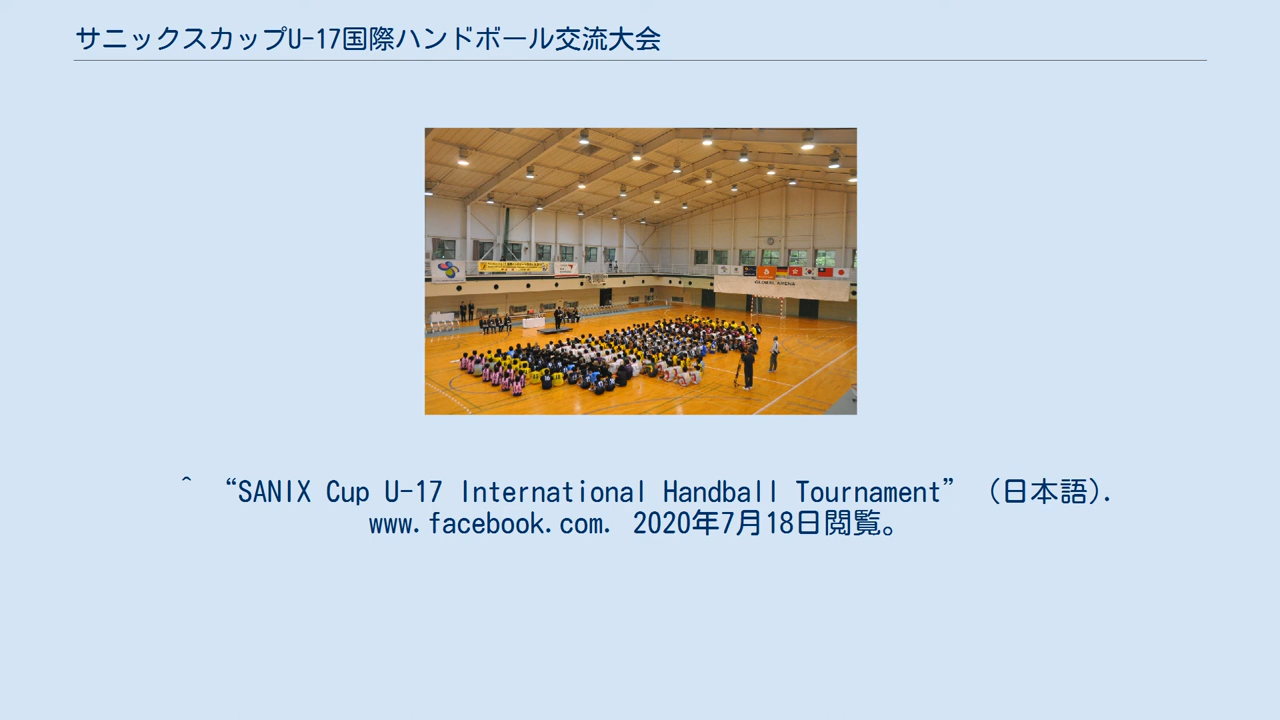 サニックスカップU-17国際ハンドボール交流大会
GLOBAL ARENA
^ “SANIX Cup U-17 International Handball Tournament” (日本語).
www.facebook.com. 2020年7月18日閲覧。